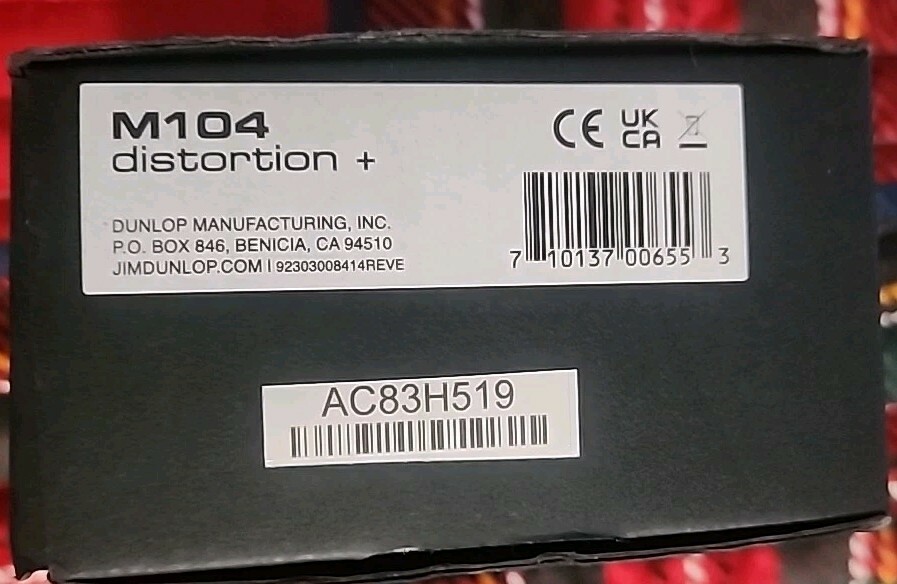 M104
distortion +
CE UK CA
DUNLOP MANUFACTURING, INC.
P.O. BOX 846, BENICIA, CA 94510
JIMDUNLOP.COM | 92303008414REVE
7 10137 00655 3
AC83H519